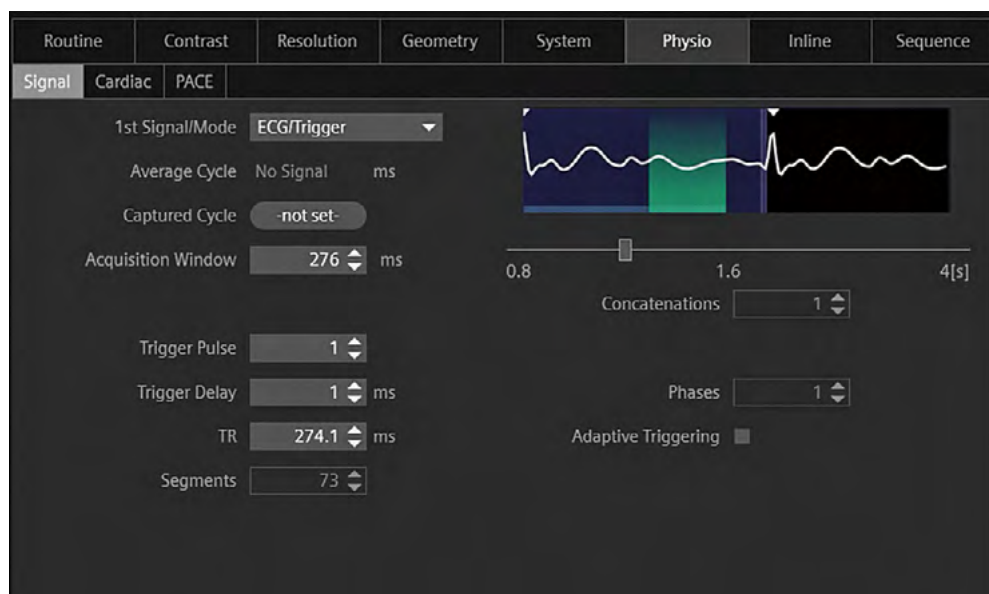 Routine Contrast Resolution Geometry System Physio Inline Sequence
Signal Cardiac PACE
1st Signal/Mode ECG/Trigger
Average Cycle No Signal ms
Captured Cycle -not set-
Acquisition Window 276 ms
0.8 1.6 4[s]
Concatenations 1
Trigger Pulse 1
Trigger Delay 1 ms
Phases 1
TR 274.1 ms
Adaptive Triggering
Segments 73